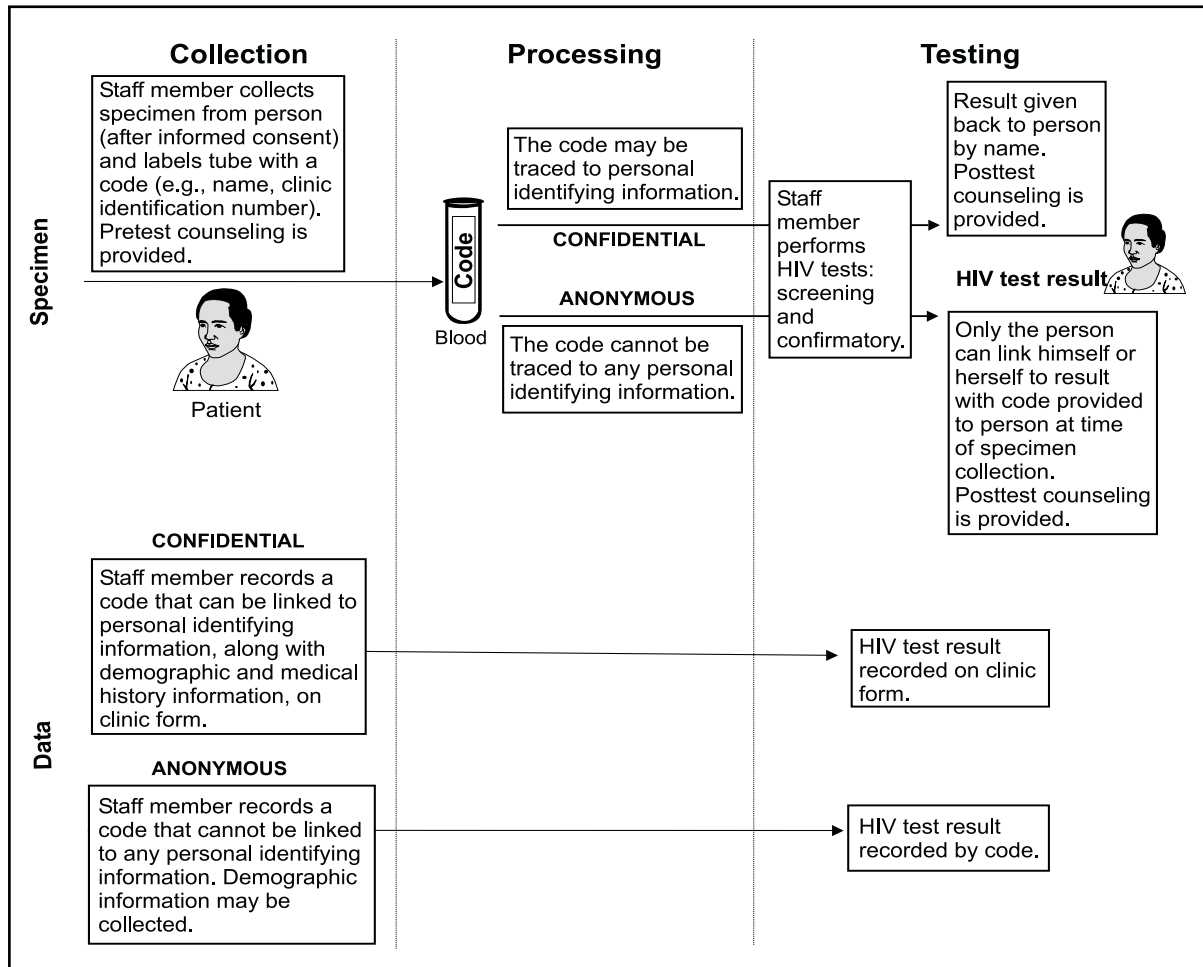 Collection
Processing
Testing
Specimen
Staff member collects
specimen from person
(after informed consent)
and labels tube with a
code (e.g., name, clinic
identification number).
Pretest counseling is
provided.
Patient
Code
Blood
The code may be
traced to personal
identifying information.
CONFIDENTIAL
ANONYMOUS
The code cannot be
traced to any personal
identifying information.
Staff
member
performs
HIV tests:
screening
and
confirmatory.
Result given
back to person
by name.
Posttest
counseling is
provided.
HIV test result
Only the person
can link himself or
herself to result
with code provided
to person at time
of specimen
collection.
Posttest counseling
is provided.
Data
CONFIDENTIAL
Staff member records a
code that can be linked to
personal identifying
information, along with
demographic and medical
history information, on
clinic form.
HIV test result
recorded on clinic
form.
ANONYMOUS
Staff member records a
code that cannot be linked
to any personal identifying
information. Demographic
information may be
collected.
HIV test result
recorded by code.